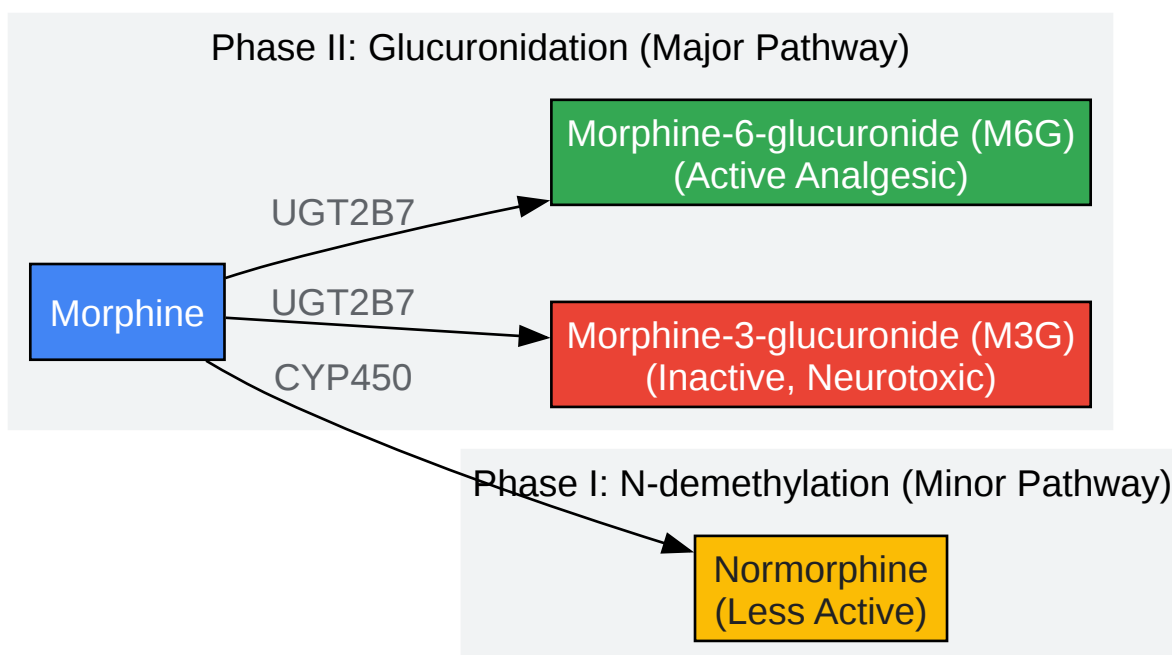 Phase II: Glucuronidation (Major Pathway)
Morphine-6-glucuronide (M6G)
(Active Analgesic)
UGT2B7
Morphine
UGT2B7
Morphine-3-glucuronide (M3G)
(Inactive, Neurotoxic)
CYP450
Phase I: N-demethylation (Minor Pathway)
Normorphine
(Less Active)